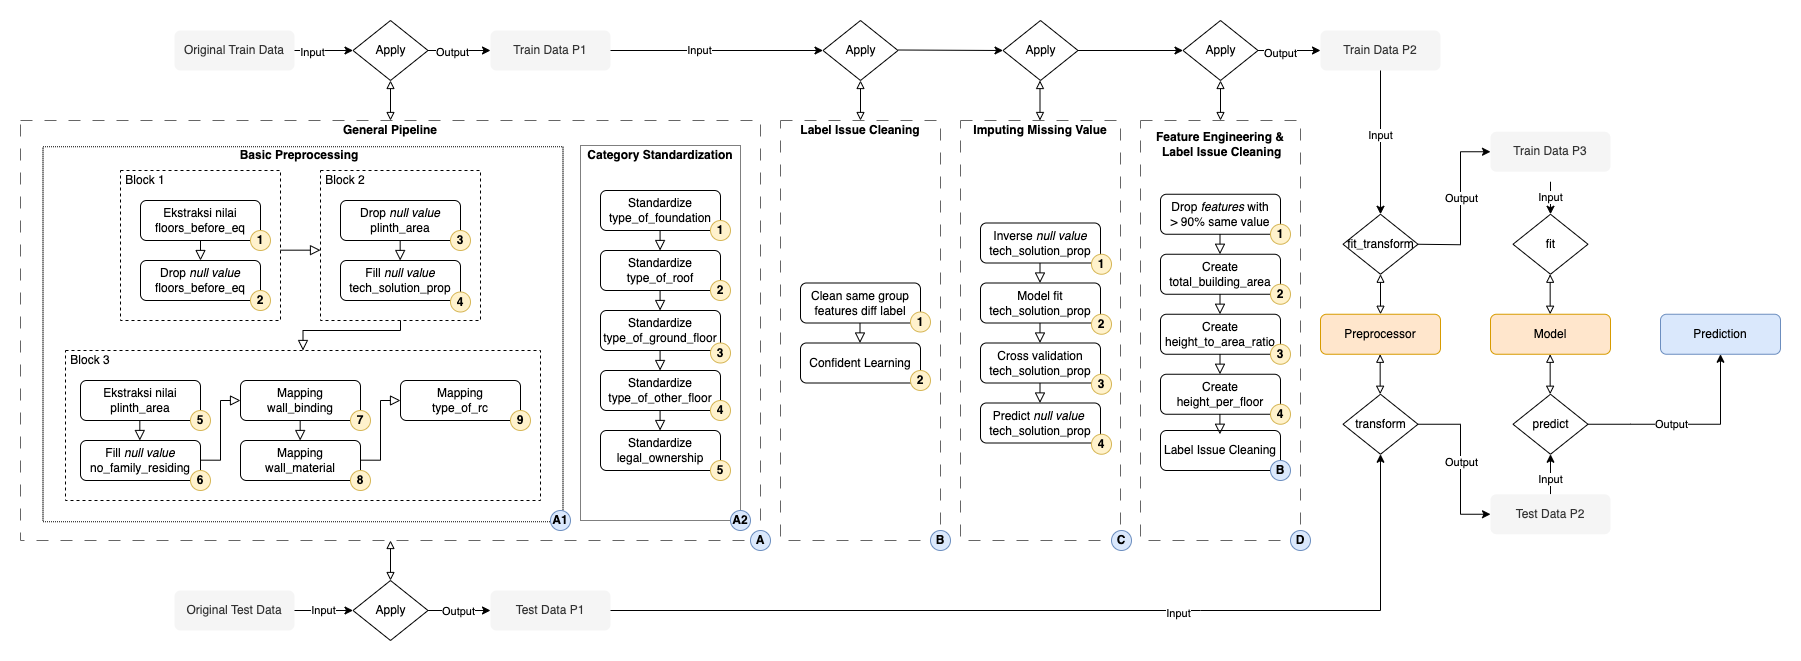 Original Train Data
Input
Apply
Output
Train Data P1
Input
Apply
Apply
Apply
Output
Train Data P2
General Pipeline
Basic Preprocessing
Block 1
Ekstraksi nilai
floors_before_eq
1
Drop null value
floors_before_eq
2
Block 2
Drop null value
plinth_area
3
Fill null value
tech_solution_prop
4
Block 3
Ekstraksi nilai
plinth_area
5
Fill null value
no_family_residing
6
Mapping
wall_binding
7
Mapping
wall_material
8
Mapping
type_of_rc
9
A1
Category Standardization
Standardize
type_of_foundation
1
Standardize
type_of_roof
2
Standardize
type_of_ground_floor
3
Standardize
type_of_other_floor
4
Standardize
legal_ownership
5
A2
A
Label Issue Cleaning
Clean same group
features diff label
1
Confident Learning
2
B
Imputing Missing Value
Inverse null value
tech_solution_prop
1
Model fit
tech_solution_prop
2
Cross validation
tech_solution_prop
3
Predict null value
tech_solution_prop
4
C
Feature Engineering &
Label Issue Cleaning
Drop features with
> 90% same value
1
Create
total_building_area
2
Create
height_to_area_ratio
3
Create
height_per_floor
4
Label Issue Cleaning
B
D
Input
fit_transform
Output
Train Data P3
Input
fit
Preprocessor
Model
Prediction
transform
Output
predict
Output
Input
Test Data P2
Original Test Data
Input
Apply
Output
Test Data P1
Input